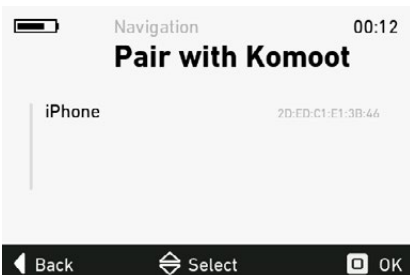 Navigation 00:12
Pair with Komoot
iPhone 2D:ED:C1:E1:3B:46
Back Select OK